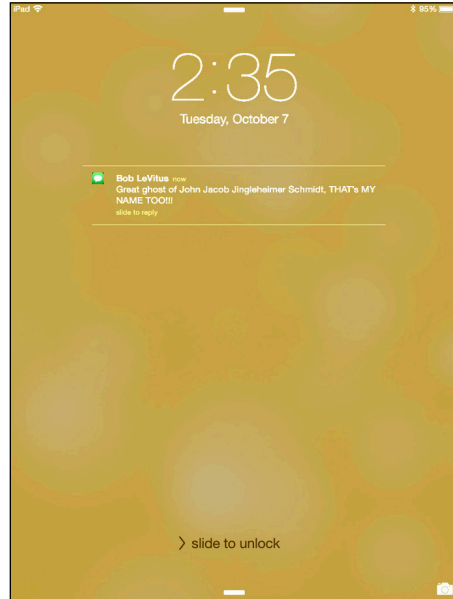 iPad 95%
2:35
Tuesday, October 7
Bob LeVitus now
Great ghost of John Jacob Jingleheimer Schmidt, THAT's MY
NAME TOO!!!
slide to reply
> slide to unlock